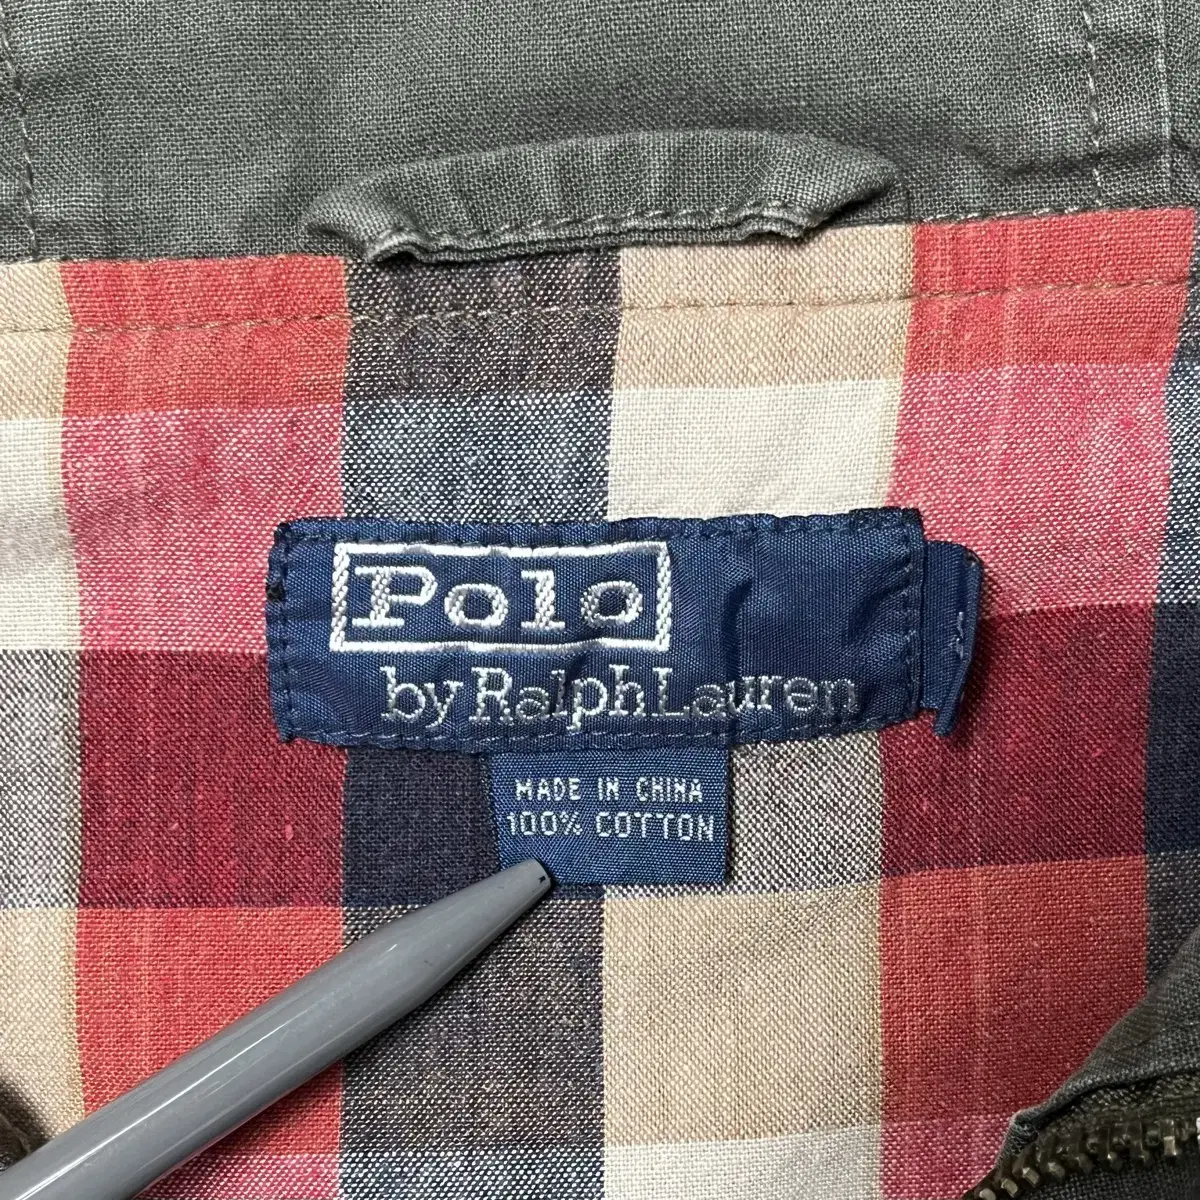 Polo
by Ralph Lauren
MADE IN CHINA
100% COTTON